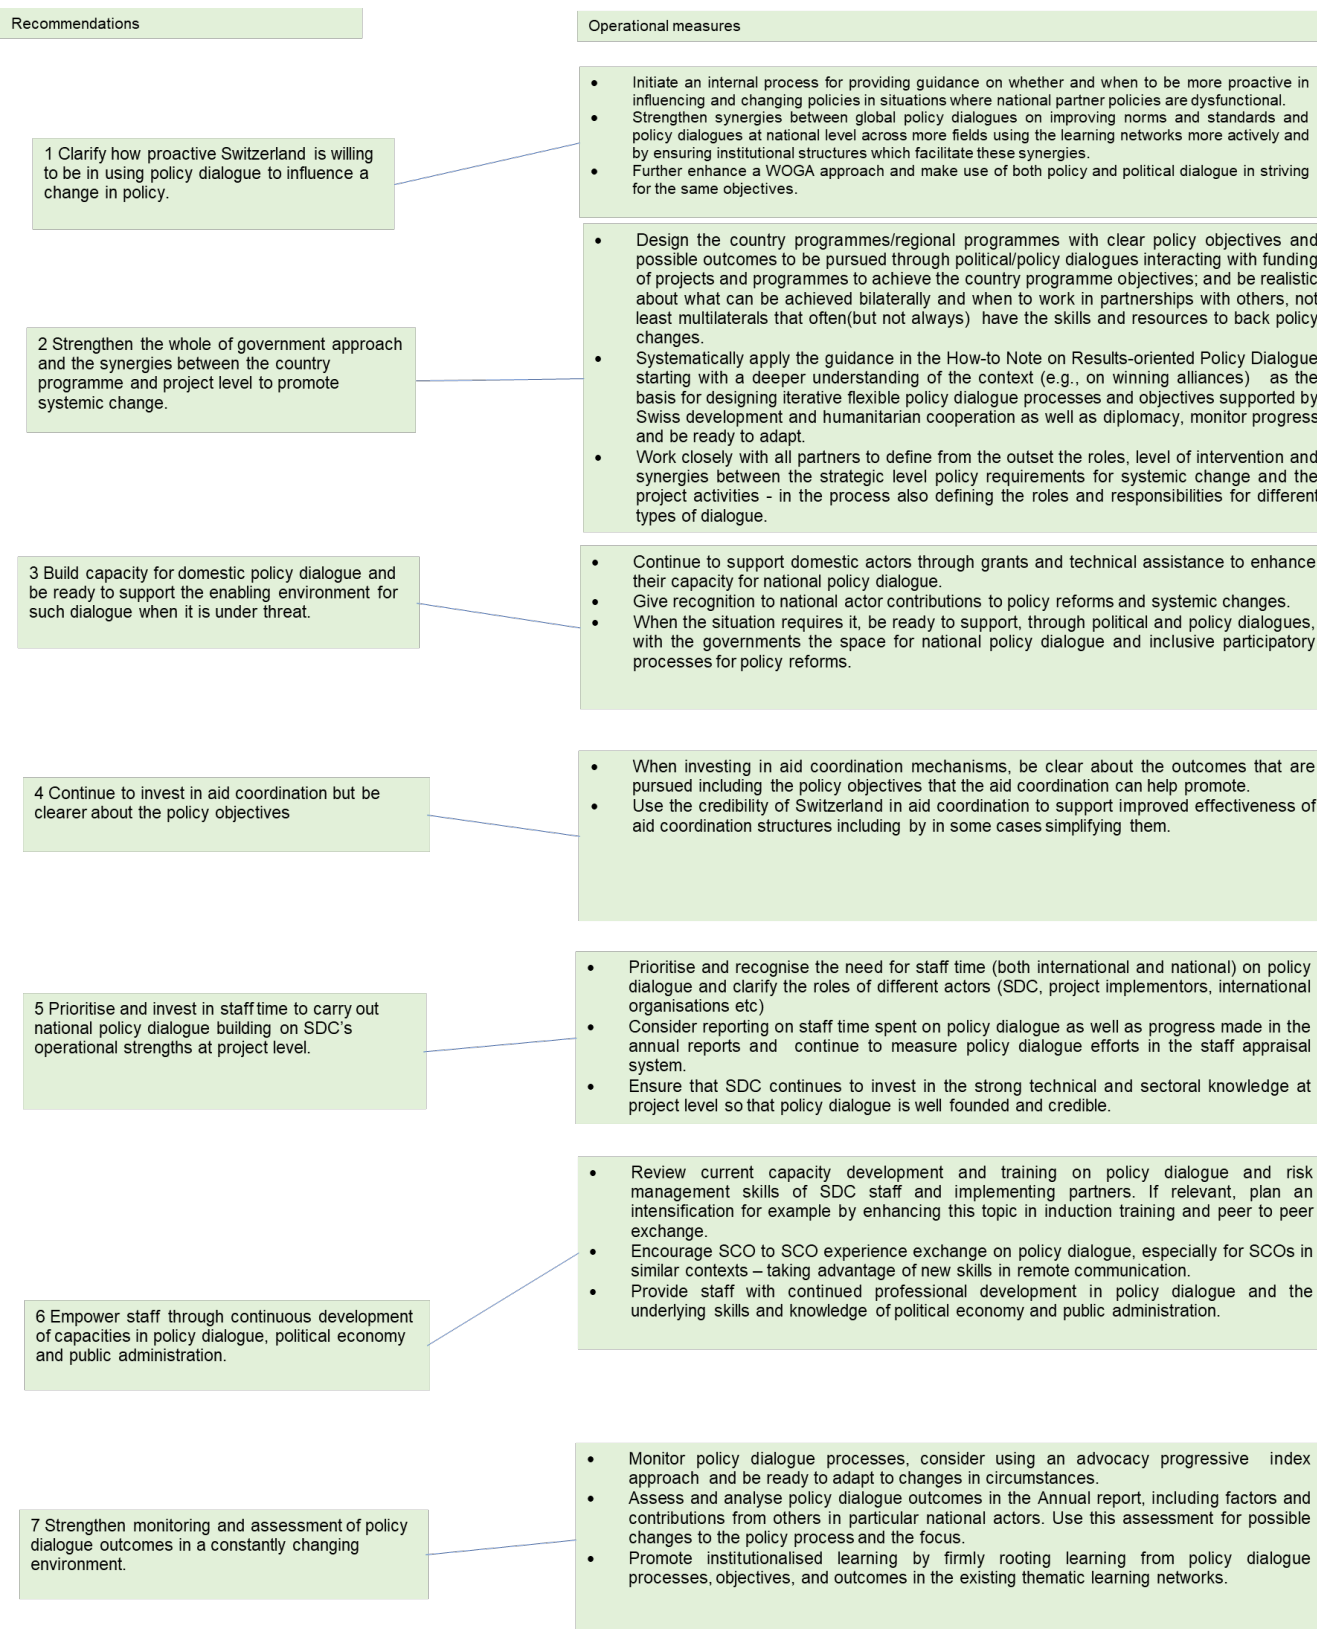 Recommendations
Operational measures
1 Clarify how proactive Switzerland is willing
to be in using policy dialogue to influence a
change in policy.
• Initiate an internal process for providing guidance on whether and when to be more proactive in
influencing and changing policies in situations where national partner policies are dysfunctional.
• Strengthen synergies between global policy dialogues on improving norms and standards and
policy dialogues at national level across more fields using the learning networks more actively and
by ensuring institutional structures which facilitate these synergies.
• Further enhance a WOGA approach and make use of both policy and political dialogue in striving
for the same objectives.
2 Strengthen the whole of government approach
and the synergies between the country
programme and project level to promote
systemic change.
• Design the country programmes/regional programmes with clear policy objectives and
possible outcomes to be pursued through political/policy dialogues interacting with funding
of projects and programmes to achieve the country programme objectives; and be realistic
about what can be achieved bilaterally and when to work in partnerships with others, not
least multilaterals that often(but not always) have the skills and resources to back policy
changes.
• Systematically apply the guidance in the How-to Note on Results-oriented Policy Dialogue
starting with a deeper understanding of the context (e.g., on winning alliances) as the
basis for designing iterative flexible policy dialogue processes and objectives supported by
Swiss development and humanitarian cooperation as well as diplomacy, monitor progress
and be ready to adapt.
• Work closely with all partners to define from the outset the roles, level of intervention and
synergies between the strategic level policy requirements for systemic change and the
project activities - in the process also defining the roles and responsibilities for different
types of dialogue.
3 Build capacity for domestic policy dialogue and
be ready to support the enabling environment for
such dialogue when it is under threat.
• Continue to support domestic actors through grants and technical assistance to enhance
their capacity for national policy dialogue.
• Give recognition to national actor contributions to policy reforms and systemic changes.
• When the situation requires it, be ready to support, through political and policy dialogues,
with the governments the space for national policy dialogue and inclusive participatory
processes for policy reforms.
4 Continue to invest in aid coordination but be
clearer about the policy objectives
• When investing in aid coordination mechanisms, be clear about the outcomes that are
pursued including the policy objectives that the aid coordination can help promote.
• Use the credibility of Switzerland in aid coordination to support improved effectiveness of
aid coordination structures including by in some cases simplifying them.
5 Prioritise and invest in staff time to carry out
national policy dialogue building on SDC's
operational strengths at project level.
• Prioritise and recognise the need for staff time (both international and national) on policy
dialogue and clarify the roles of different actors (SDC, project implementors, international
organisations etc)
• Consider reporting on staff time spent on policy dialogue as well as progress made in the
annual reports and continue to measure policy dialogue efforts in the staff appraisal
system.
• Ensure that SDC continues to invest in the strong technical and sectoral knowledge at
project level so that policy dialogue is well founded and credible.
6 Empower staff through continuous development
of capacities in policy dialogue, political economy
and public administration.
• Review current capacity development and training on policy dialogue and risk
management skills of SDC staff and implementing partners. If relevant, plan an
intensification for example by enhancing this topic in induction training and peer to peer
exchange.
• Encourage SCO to SCO experience exchange on policy dialogue, especially for SCOs in
similar contexts – taking advantage of new skills in remote communication.
• Provide staff with continued professional development in policy dialogue and the
underlying skills and knowledge of political economy and public administration.
7 Strengthen monitoring and assessment of policy
dialogue outcomes in a constantly changing
environment.
• Monitor policy dialogue processes, consider using an advocacy progressive index
approach and be ready to adapt to changes in circumstances.
• Assess and analyse policy dialogue outcomes in the Annual report, including factors and
contributions from others in particular national actors. Use this assessment for possible
changes to the policy process and the focus.
• Promote institutionalised learning by firmly rooting learning from policy dialogue
processes, objectives, and outcomes in the existing thematic learning networks.